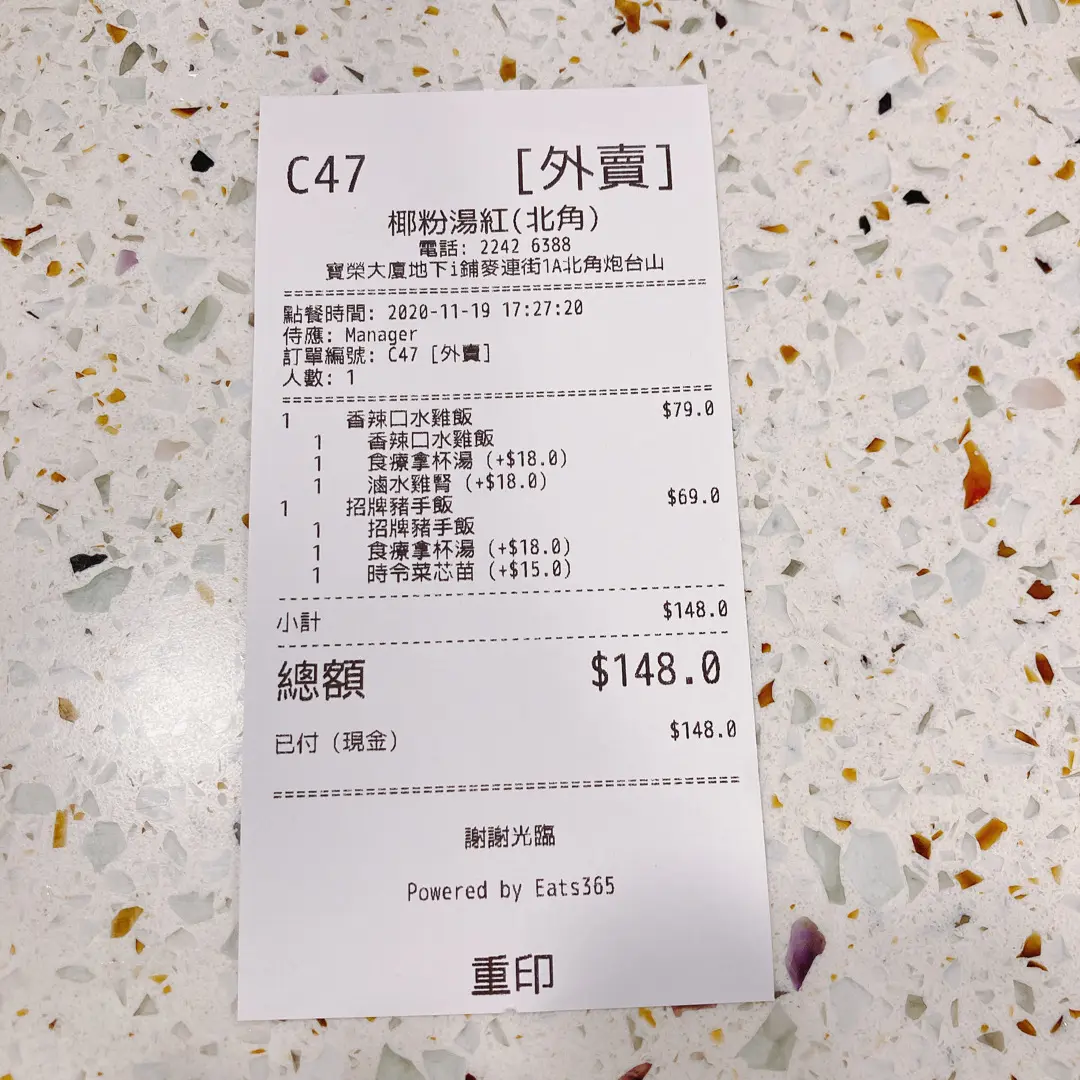 C47 [外賣]
椰粉湯紅(北角)
電話: 2242 6388
寶榮大廈地下i鋪麥連街1A北角炮台山
點餐時間: 2020-11-19 17:27:20
侍應: Manager
訂單編號: C47 [外賣]
人數: 1
1 香辣口水雞飯 $79.0
1 香辣口水雞飯
1 食療拿杯湯 (+$18.0)
1 滷水雞腎 (+$18.0)
1 招牌豬手飯 $69.0
1 招牌豬手飯
1 食療拿杯湯 (+$18.0)
1 時令菜芯苗 (+$15.0)
小計 $148.0
總額 $148.0
已付 (現金) $148.0
謝謝光臨
Powered by Eats365
重印